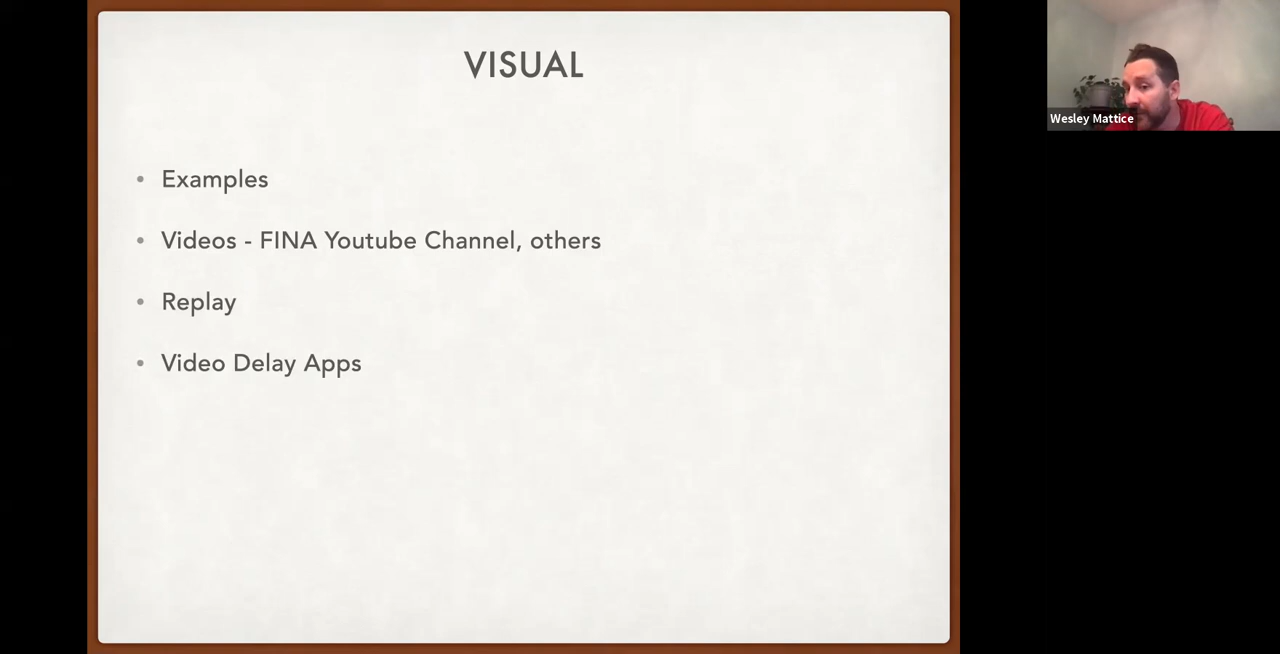 VISUAL
Wesley Mattice
• Examples
• Videos - FINA Youtube Channel, others
• Replay
• Video Delay Apps